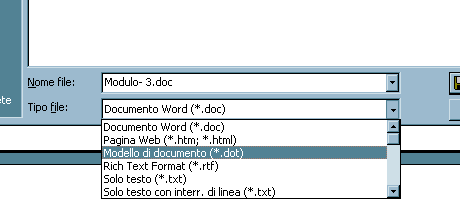 Nome file: Modulo- 3.doc
ete
Tipo file: Documento Word (*.doc)
Documento Word (*.doc)
Pagina Web (*.htm; *.html)
Modello di documento (*.dot)
Rich Text Format (*.rtf)
Solo testo (*.txt)
Solo testo con interr. di linea (*.txt)